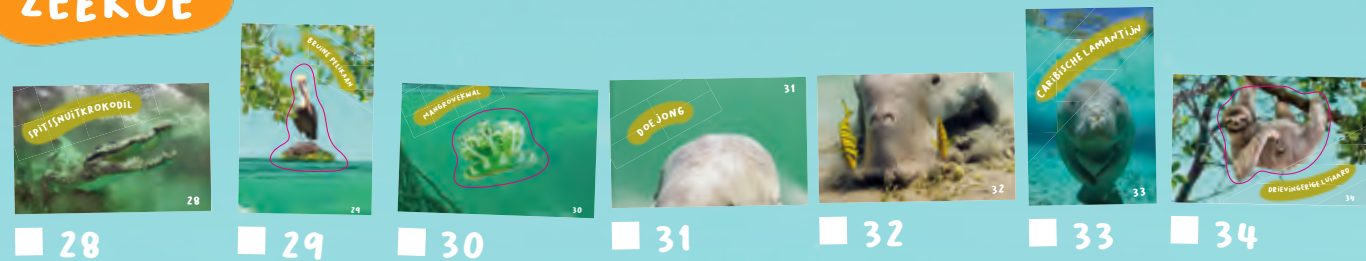 ZEEKOE
SPITSSNUITKROKODIL
28
BRUINE PELIKAAN
29
MANGROVEKWAL
30
DOEJONG
31
32
CARIBISCHE LAMANTIJN
33
DRIEVINGERIGE LUIAARD
34
28
29
30
31
32
33
34